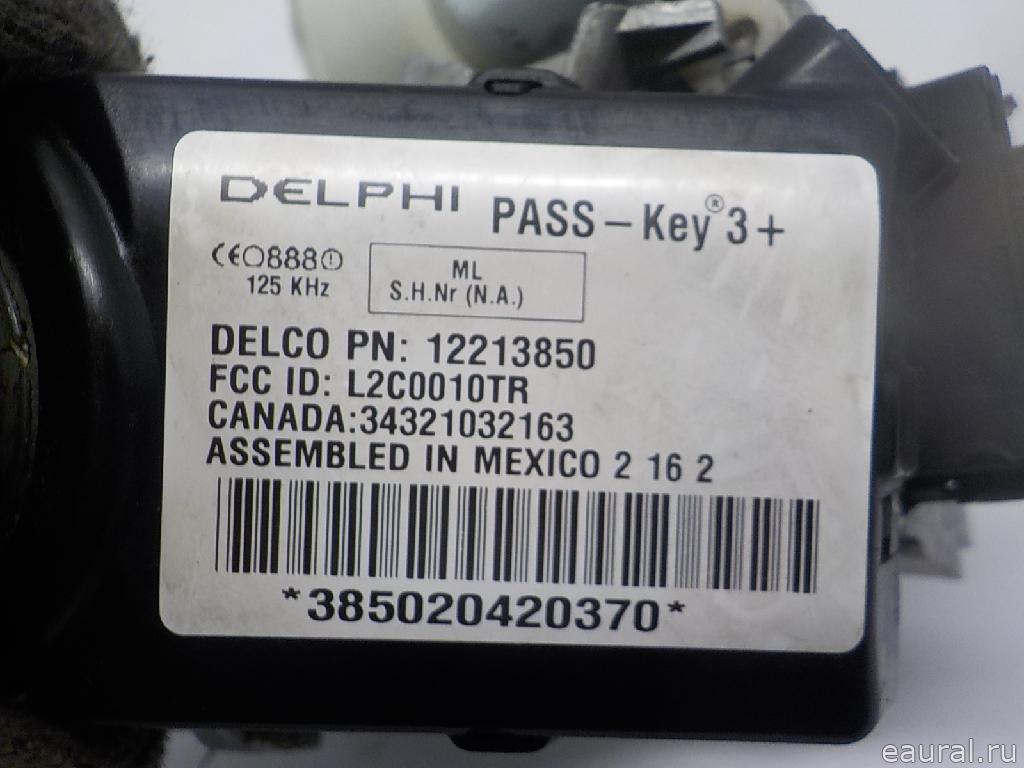 DELPHI PASS-Key®3+
CE0888!
125 KHz
ML
S.H.Nr (N.A.)
DELCO PN: 12213850
FCC ID: L2C0010TR
CANADA:34321032163
ASSEMBLED IN MEXICO 2 16 2
*385020420370*
eaural.ru